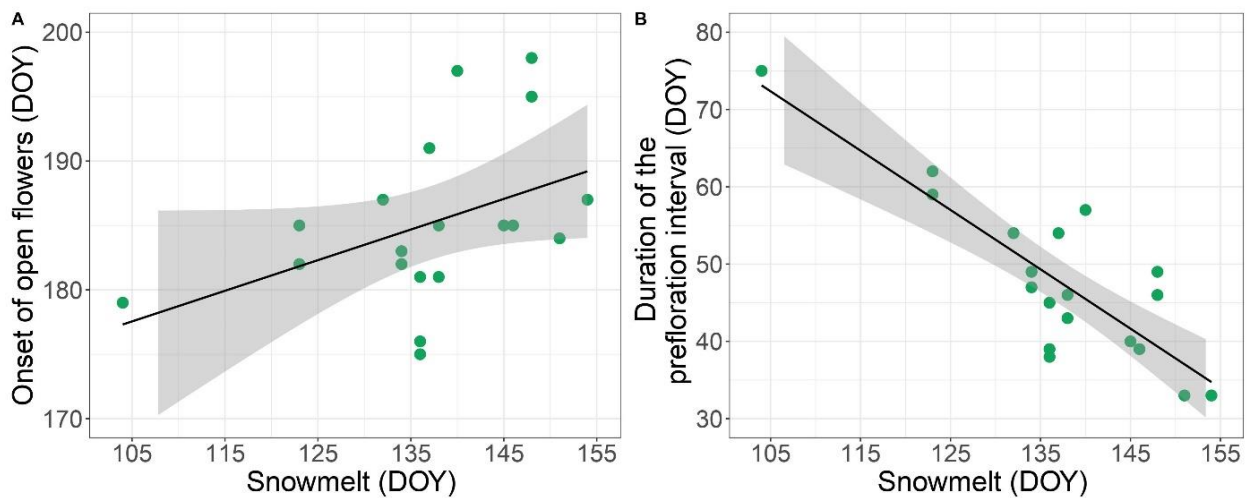 A
Onset of open flowers (DOY)
200
190
180
170
105 115 125 135 145 155
Snowmelt (DOY)
B
Duration of the
prefloration interval (DOY)
80
70
60
50
40
30
105 115 125 135 145 155
Snowmelt (DOY)